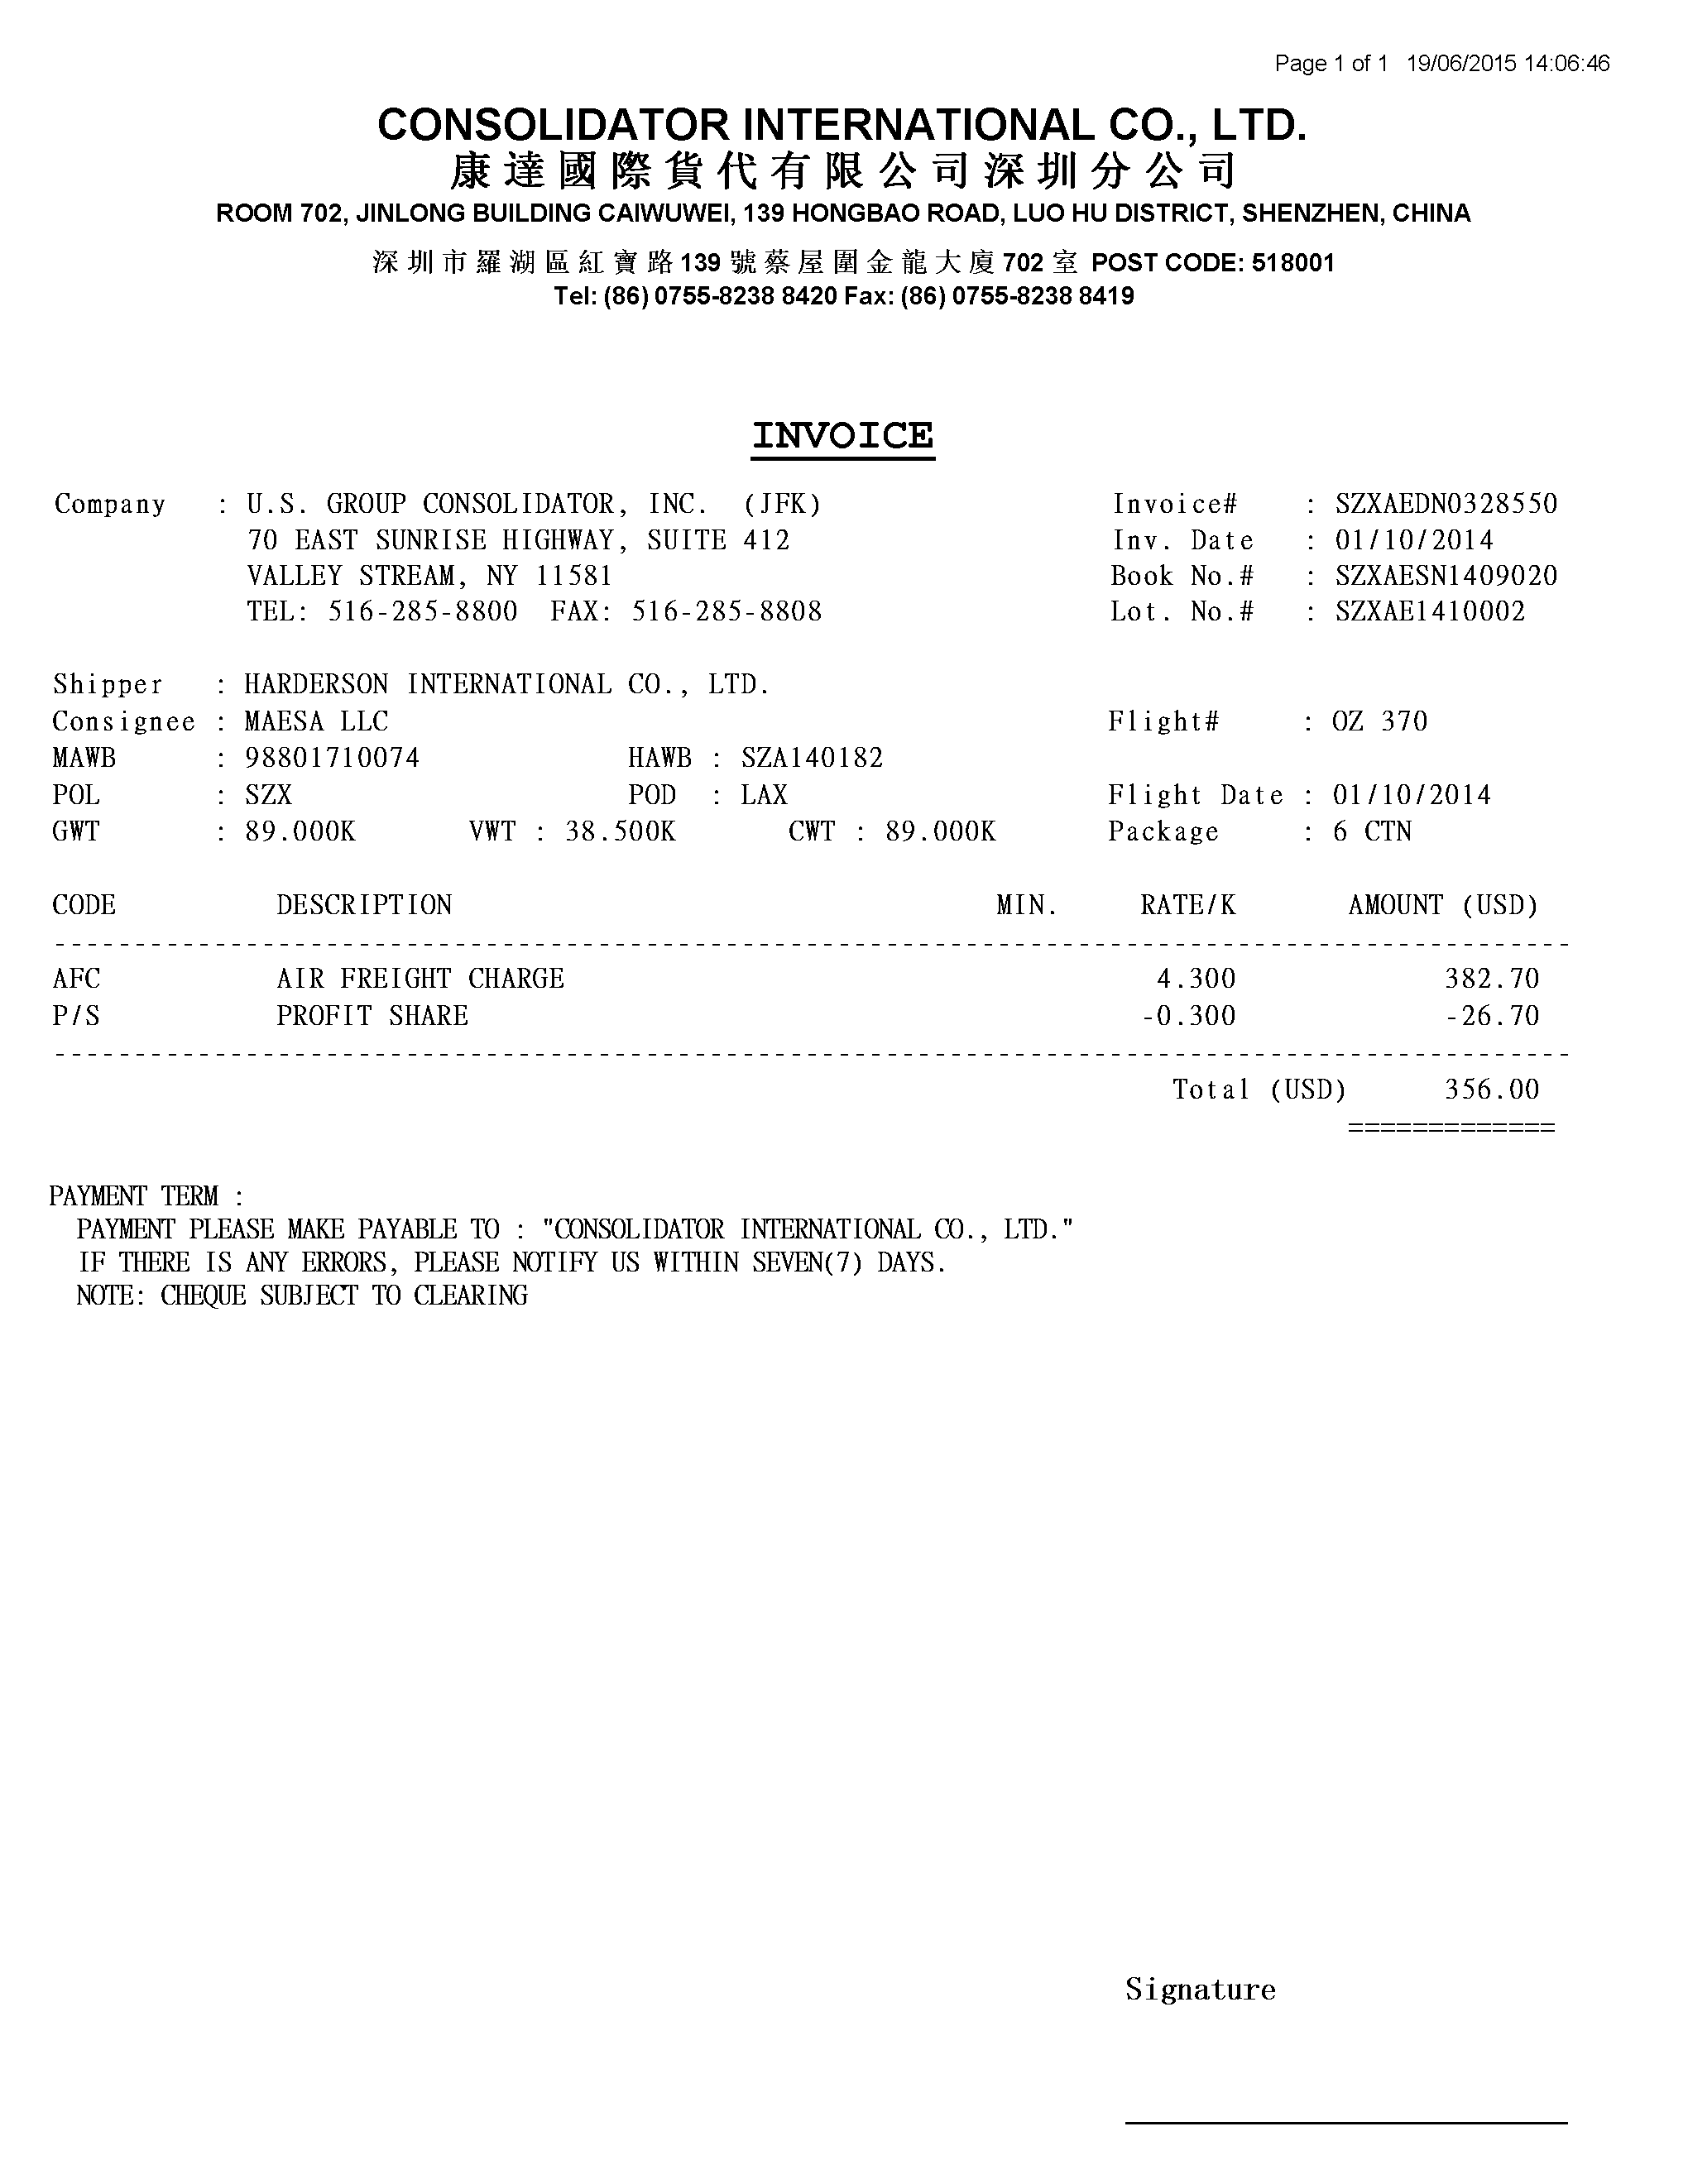 Page 1 of 1 19/06/2015 14:06:46
CONSOLIDATOR INTERNATIONAL CO., LTD.
康達國際貨代有限公司深圳分公司
ROOM 702, JINLONG BUILDING CAIWUWEI, 139 HONGBAO ROAD, LUO HU DISTRICT, SHENZHEN, CHINA
深圳市羅湖區紅寶路139號蔡屋圍金龍大廈702室 POST CODE: 518001
Tel: (86) 0755-8238 8420 Fax: (86) 0755-8238 8419
INVOICE
Company : U.S. GROUP CONSOLIDATOR, INC. (JFK) Invoice# : SZXAEDN0328550
70 EAST SUNRISE HIGHWAY, SUITE 412 Inv. Date : 01/10/2014
VALLEY STREAM, NY 11581 Book No.# : SZXAESN1409020
TEL: 516-285-8800 FAX: 516-285-8808 Lot. No.# : SZXAE1410002
Shipper : HARDERSON INTERNATIONAL CO., LTD.
Consignee : MAESA LLC Flight# : OZ 370
MAWB : 98801710074 HAWB : SZA140182
POL : SZX POD : LAX Flight Date : 01/10/2014
GWT : 89.000K VWT : 38.500K CWT : 89.000K Package : 6 CTN
CODE DESCRIPTION MIN. RATE/K AMOUNT (USD)
AFC AIR FREIGHT CHARGE 4.300 382.70
P/S PROFIT SHARE -0.300 -26.70
Total (USD) 356.00
=============
PAYMENT TERM :
PAYMENT PLEASE MAKE PAYABLE TO : "CONSOLIDATOR INTERNATIONAL CO., LTD."
IF THERE IS ANY ERRORS, PLEASE NOTIFY US WITHIN SEVEN(7) DAYS.
NOTE: CHEQUE SUBJECT TO CLEARING
Signature